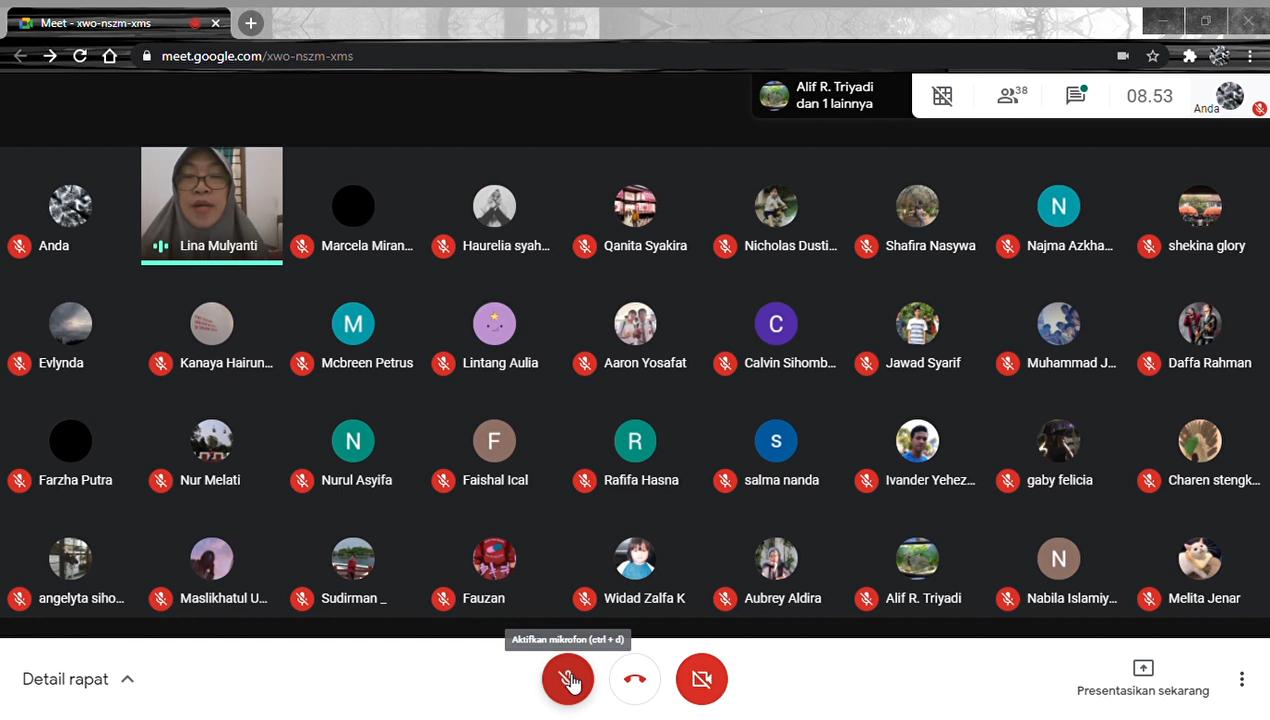 Meet - xwo-nszm-xms
meet.google.com/xwo-nszm-xms
Alif R. Triyadi
dan 1 lainnya
38
08.53
Anda
Anda
Lina Mulyanti
Marcela Miran...
Haurelia syah...
Qanita Syakira
Nicholas Dusti...
Shafira Nasywa
N
Najma Azkha...
shekina glory
Evlynda
Kanaya Hairun...
M
Mcbreen Petrus
Lintang Aulia
Aaron Yosafat
C
Calvin Sihomb...
Jawad Syarif
Muhammad J...
Daffa Rahman
Farzha Putra
Nur Melati
N
Nurul Asyifa
F
Faishal Ical
R
Rafifa Hasna
s
salma nanda
Ivander Yehez...
gaby felicia
Charen stengk...
angelyta siho...
Maslikhatul U...
Sudirman _
Fauzan
Widad Zalfa K
Aubrey Aldira
Alif R. Triyadi
N
Nabila Islamiy...
Melita Jenar
Aktifkan mikrofon (ctrl + d)
Detail rapat
Presentasikan sekarang